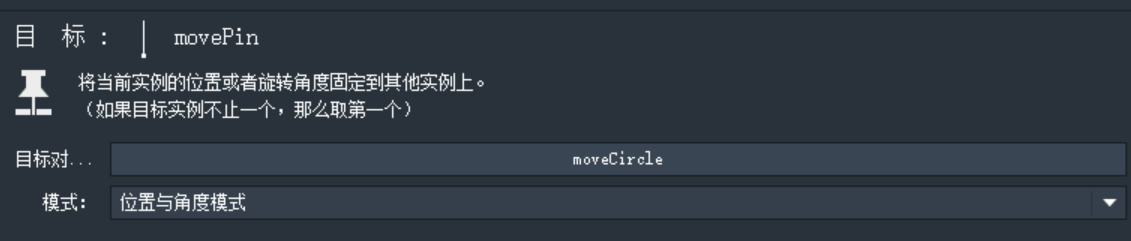 目 标： movePin
将当前实例的位置或者旋转角度固定到其他实例上。
（如果目标实例不止一个，那么取第一个）
目标对... moveCircle
模式： 位置与角度模式